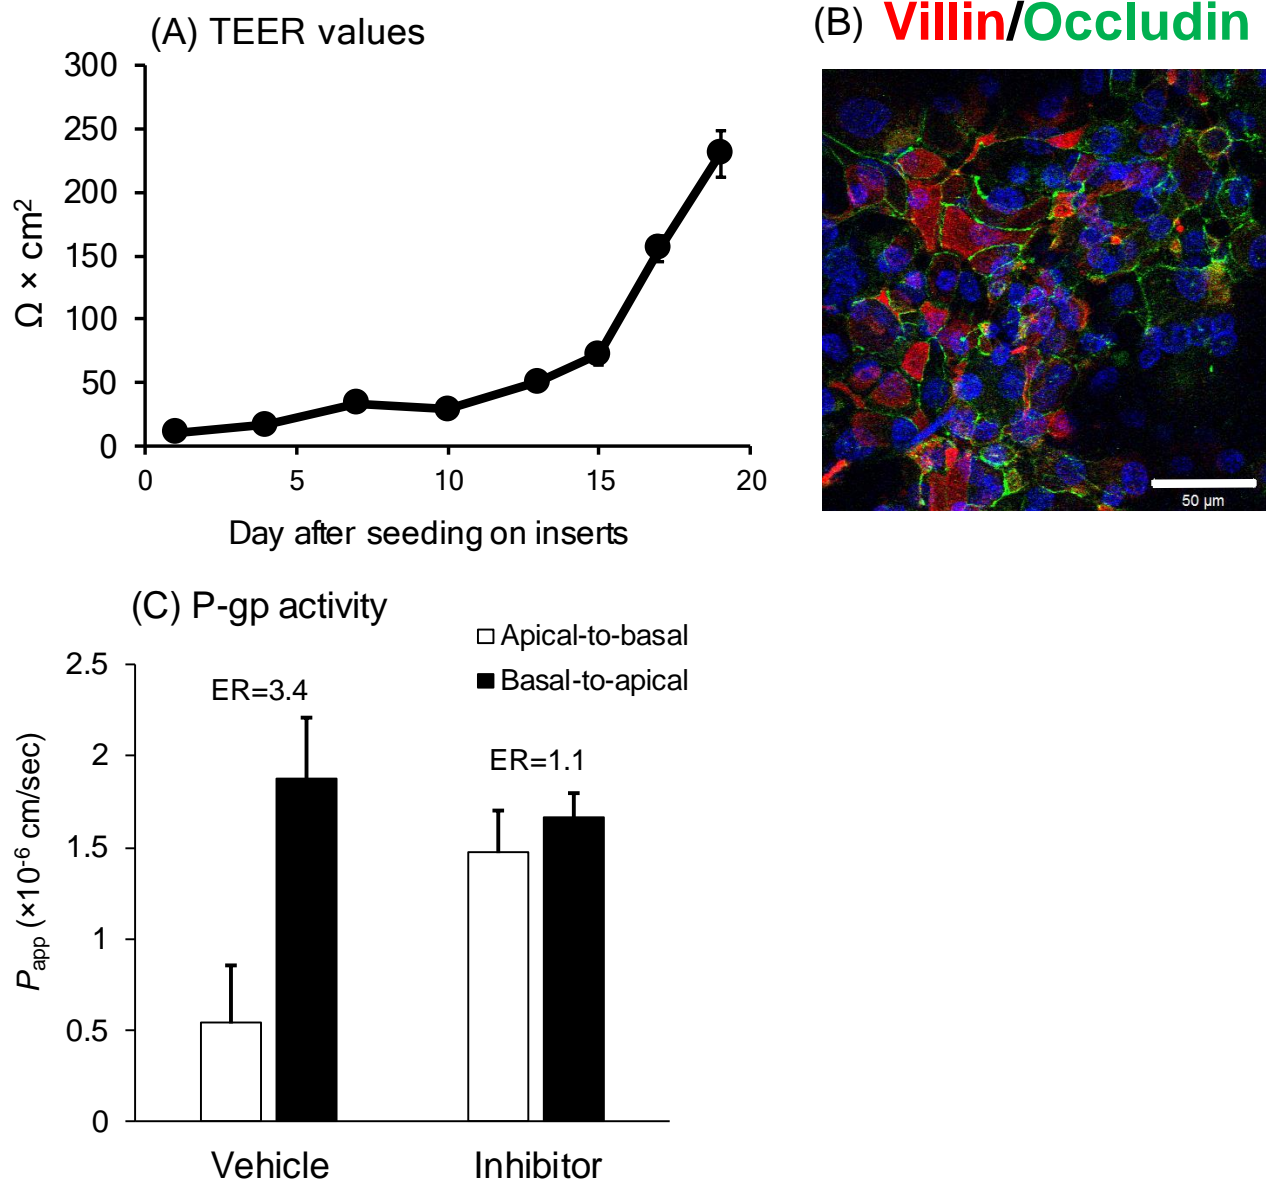 (A) TEER values
300
250
200
150
100
50
0
Ω × cm²
0 5 10 15 20
Day after seeding on inserts
(B) Villin/Occludin
50 µm
(C) P-gp activity
Apical-to-basal
Basal-to-apical
2.5
2
1.5
1
0.5
0
Papp (×10⁻⁶ cm/sec)
ER=3.4
ER=1.1
Vehicle Inhibitor